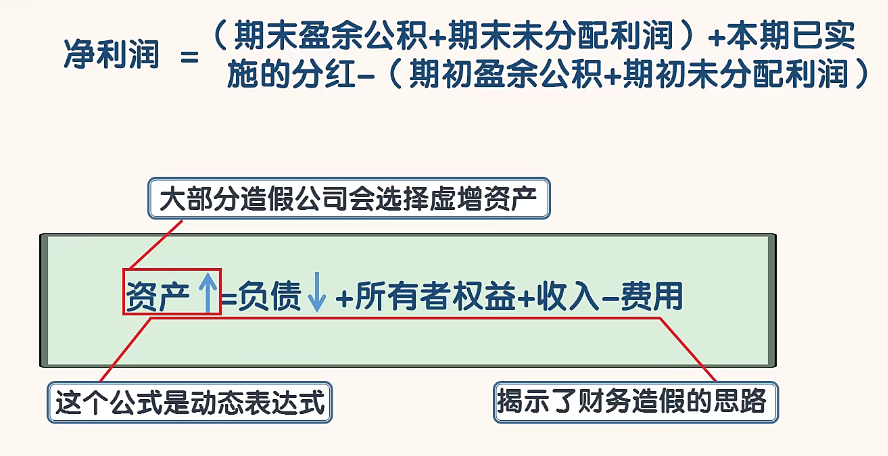 净利润 =（期末盈余公积+期末未分配利润）+本期已实
施的分红-（期初盈余公积+期初未分配利润）
大部分造假公司会选择虚增资产
资产↑=负债↓+所有者权益+收入-费用
这个公式是动态表达式
揭示了财务造假的思路